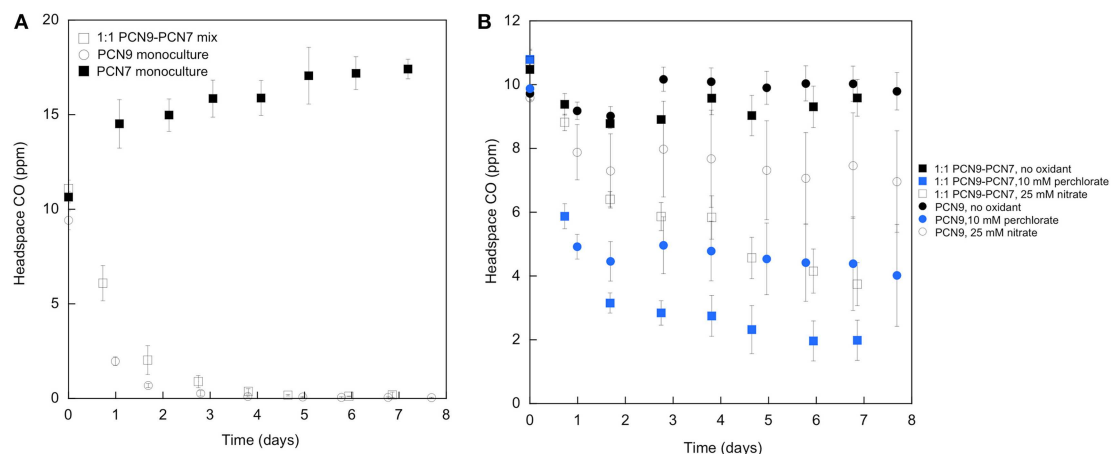 A
20
15
10
5
0
0 1 2 3 4 5 6 7 8
Headspace CO (ppm)
Time (days)
1:1 PCN9-PCN7 mix
PCN9 monoculture
PCN7 monoculture
B
12
10
8
6
4
2
0
0 1 2 3 4 5 6 7 8
Headspace CO (ppm)
Time (days)
1:1 PCN9-PCN7, no oxidant
1:1 PCN9-PCN7,10 mM perchlorate
1:1 PCN9-PCN7, 25 mM nitrate
PCN9, no oxidant
PCN9,10 mM perchlorate
PCN9, 25 mM nitrate